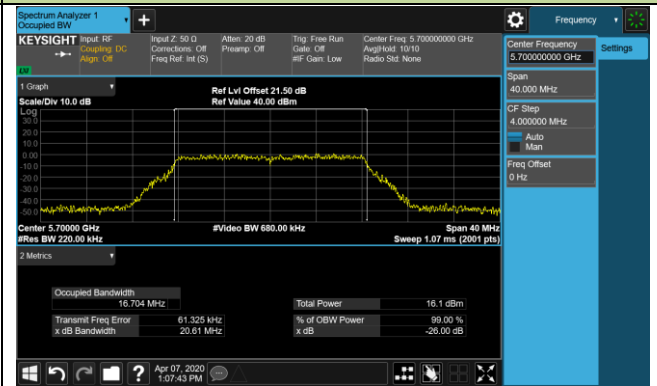 Spectrum Analyzer 1
Occupied BW
+
Frequency
KEYSIGHT
Input: RF
Coupling: DC
Align: Off
Input Z: 50 Ω
Corrections: Off
Freq Ref: Int (S)
Atten: 20 dB
Preamp: Off
Trig: Free Run
Gate: Off
#IF Gain: Low
Center Freq: 5.700000000 GHz
Avg|Hold: 10/10
Radio Std: None
Center Frequency
5.700000000 GHz
Settings
Span
40.000 MHz
CF Step
4.000000 MHz
Auto
Man
Freq Offset
0 Hz
1 Graph
Scale/Div 10.0 dB
Ref Lvl Offset 21.50 dB
Ref Value 40.00 dBm
Log
30.0
20.0
10.0
0.00
-10.0
-20.0
-30.0
-40.0
-50.0
Center 5.70000 GHz
#Res BW 220.00 kHz
#Video BW 680.00 kHz
Span 40 MHz
Sweep 1.07 ms (2001 pts)
2 Metrics
Occupied Bandwidth
16.704 MHz
Total Power 16.1 dBm
Transmit Freq Error 61.325 kHz
% of OBW Power 99.00 %
x dB Bandwidth 20.61 MHz
x dB -26.00 dB
?
Apr 07, 2020
1:07:43 PM